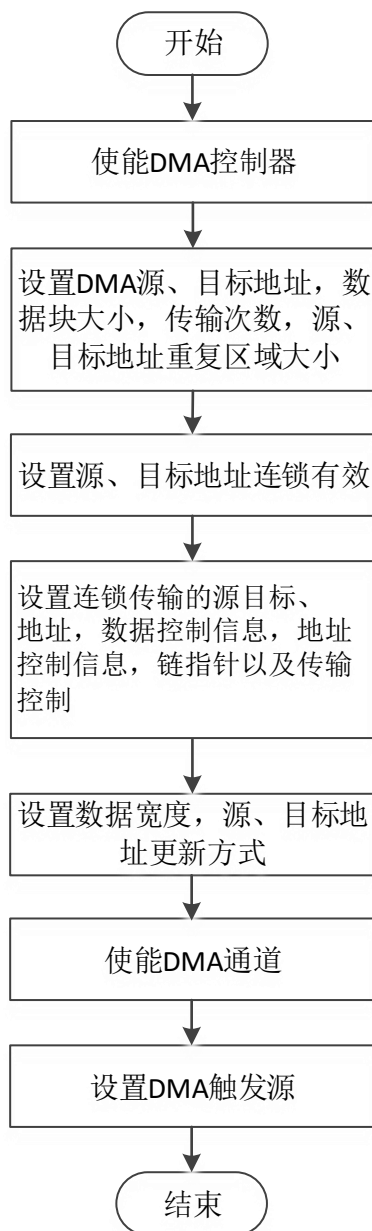 开始
使能DMA控制器
设置DMA源、目标地址，数
据块大小，传输次数，源、
目标地址重复区域大小
设置源、目标地址连锁有效
设置连锁传输的源目标、
地址，数据控制信息，地址
控制信息，链指针以及传输
控制
设置数据宽度，源、目标地
址更新方式
使能DMA通道
设置DMA触发源
结束